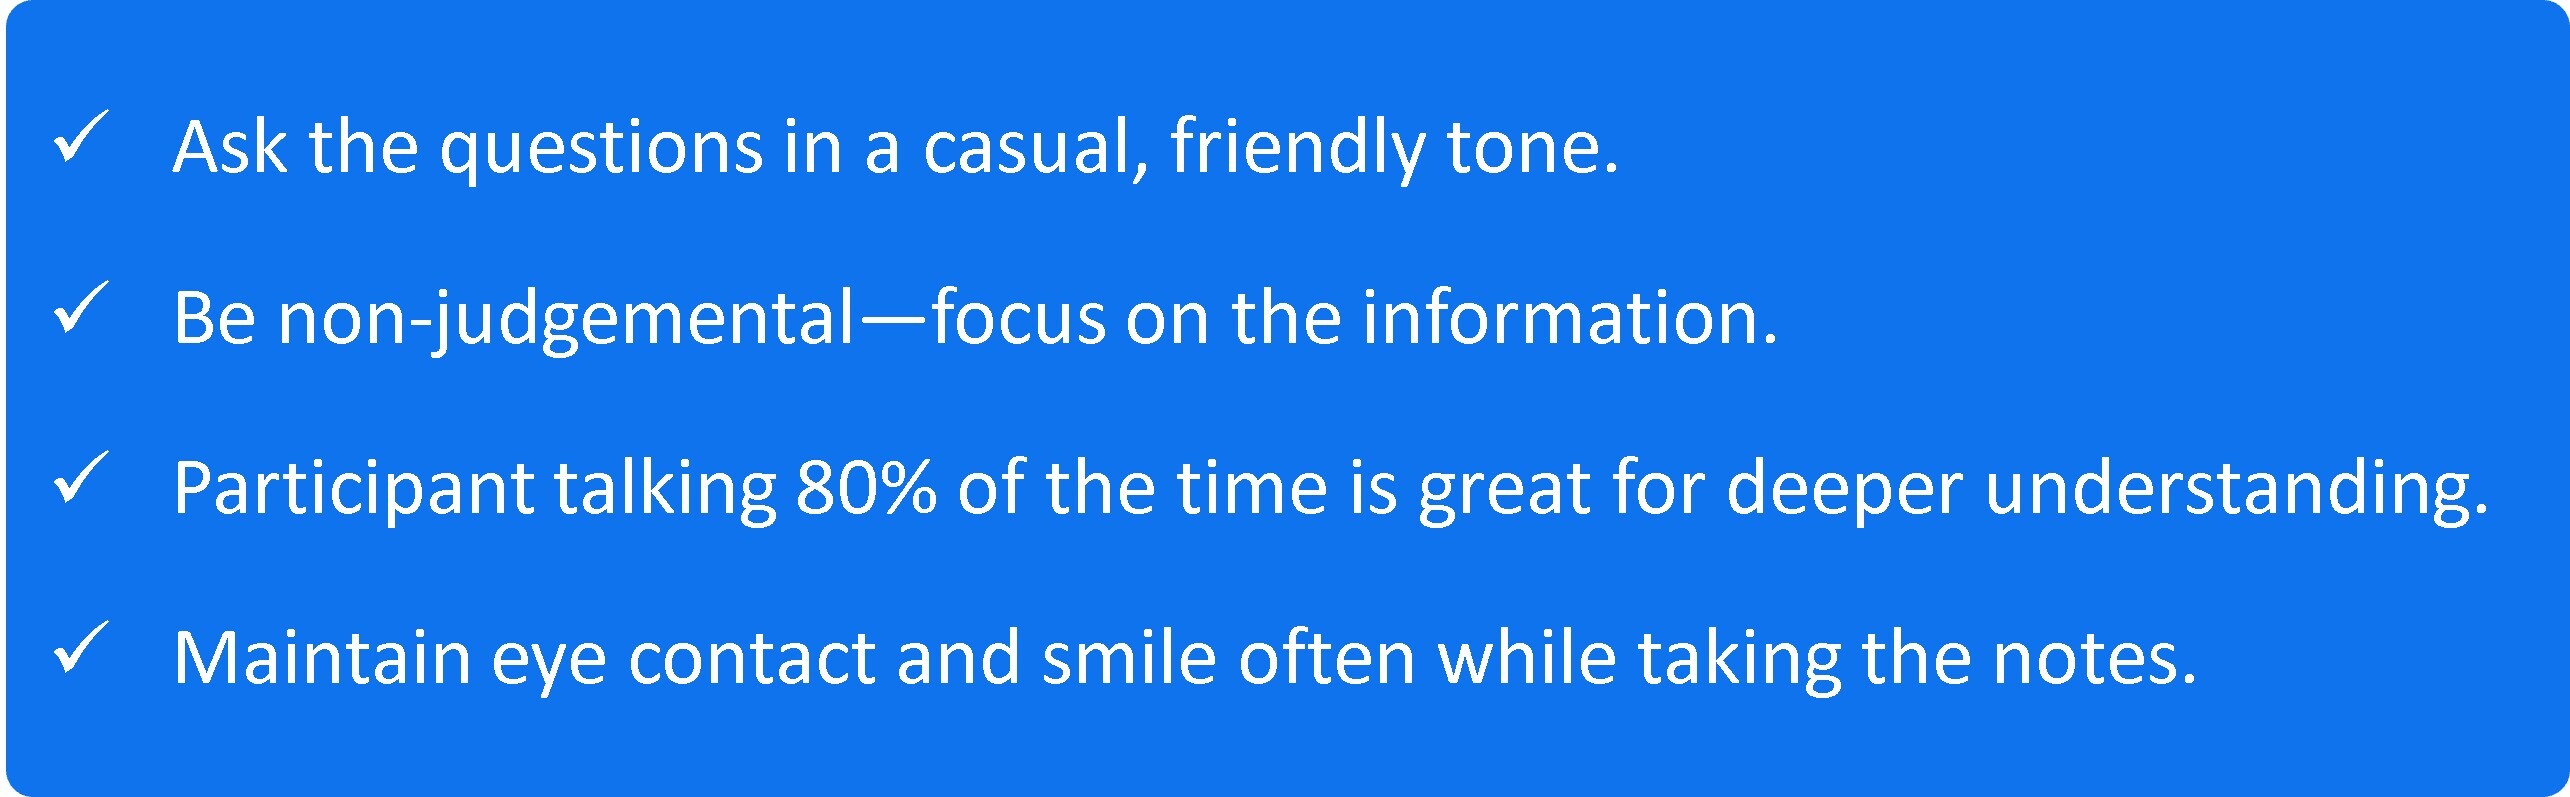 ✓ Ask the questions in a casual, friendly tone.
✓ Be non-judgemental—focus on the information.
✓ Participant talking 80% of the time is great for deeper understanding.
✓ Maintain eye contact and smile often while taking the notes.